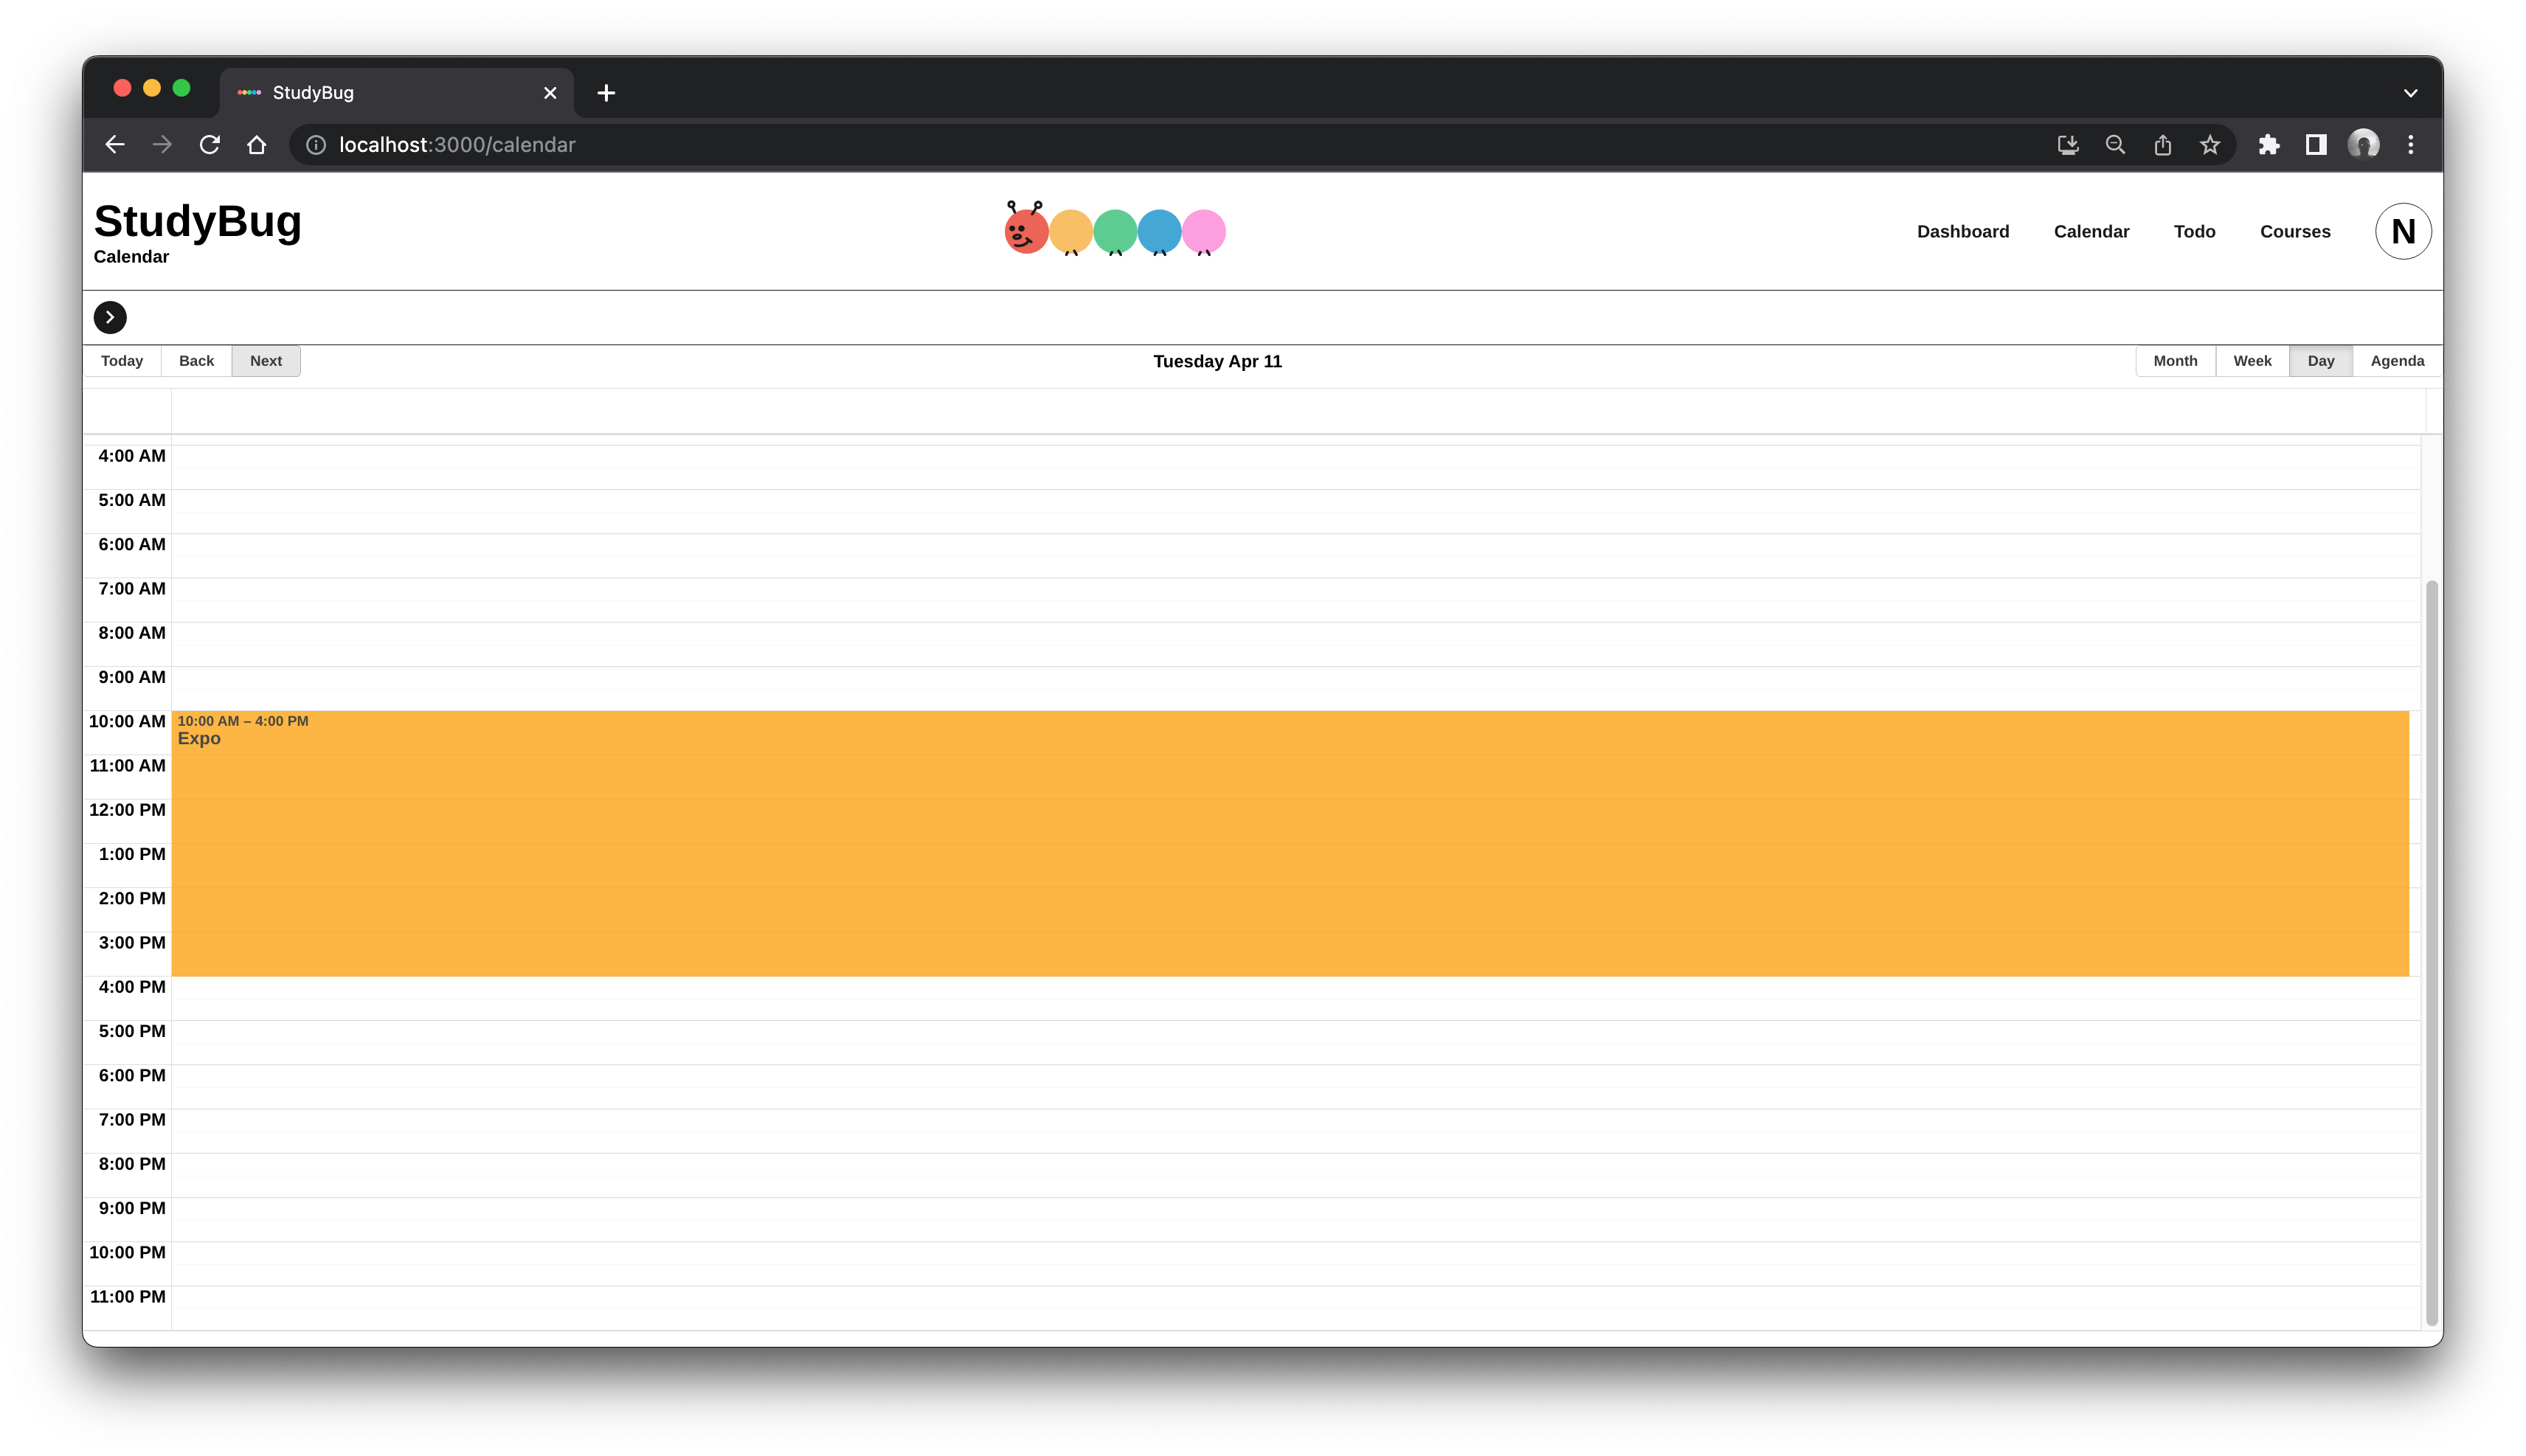 StudyBug
localhost:3000/calendar
StudyBug
Calendar
Dashboard Calendar Todo Courses N
Today Back Next Tuesday Apr 11 Month Week Day Agenda
4:00 AM
5:00 AM
6:00 AM
7:00 AM
8:00 AM
9:00 AM
10:00 AM 10:00 AM – 4:00 PM
Expo
11:00 AM
12:00 PM
1:00 PM
2:00 PM
3:00 PM
4:00 PM
5:00 PM
6:00 PM
7:00 PM
8:00 PM
9:00 PM
10:00 PM
11:00 PM